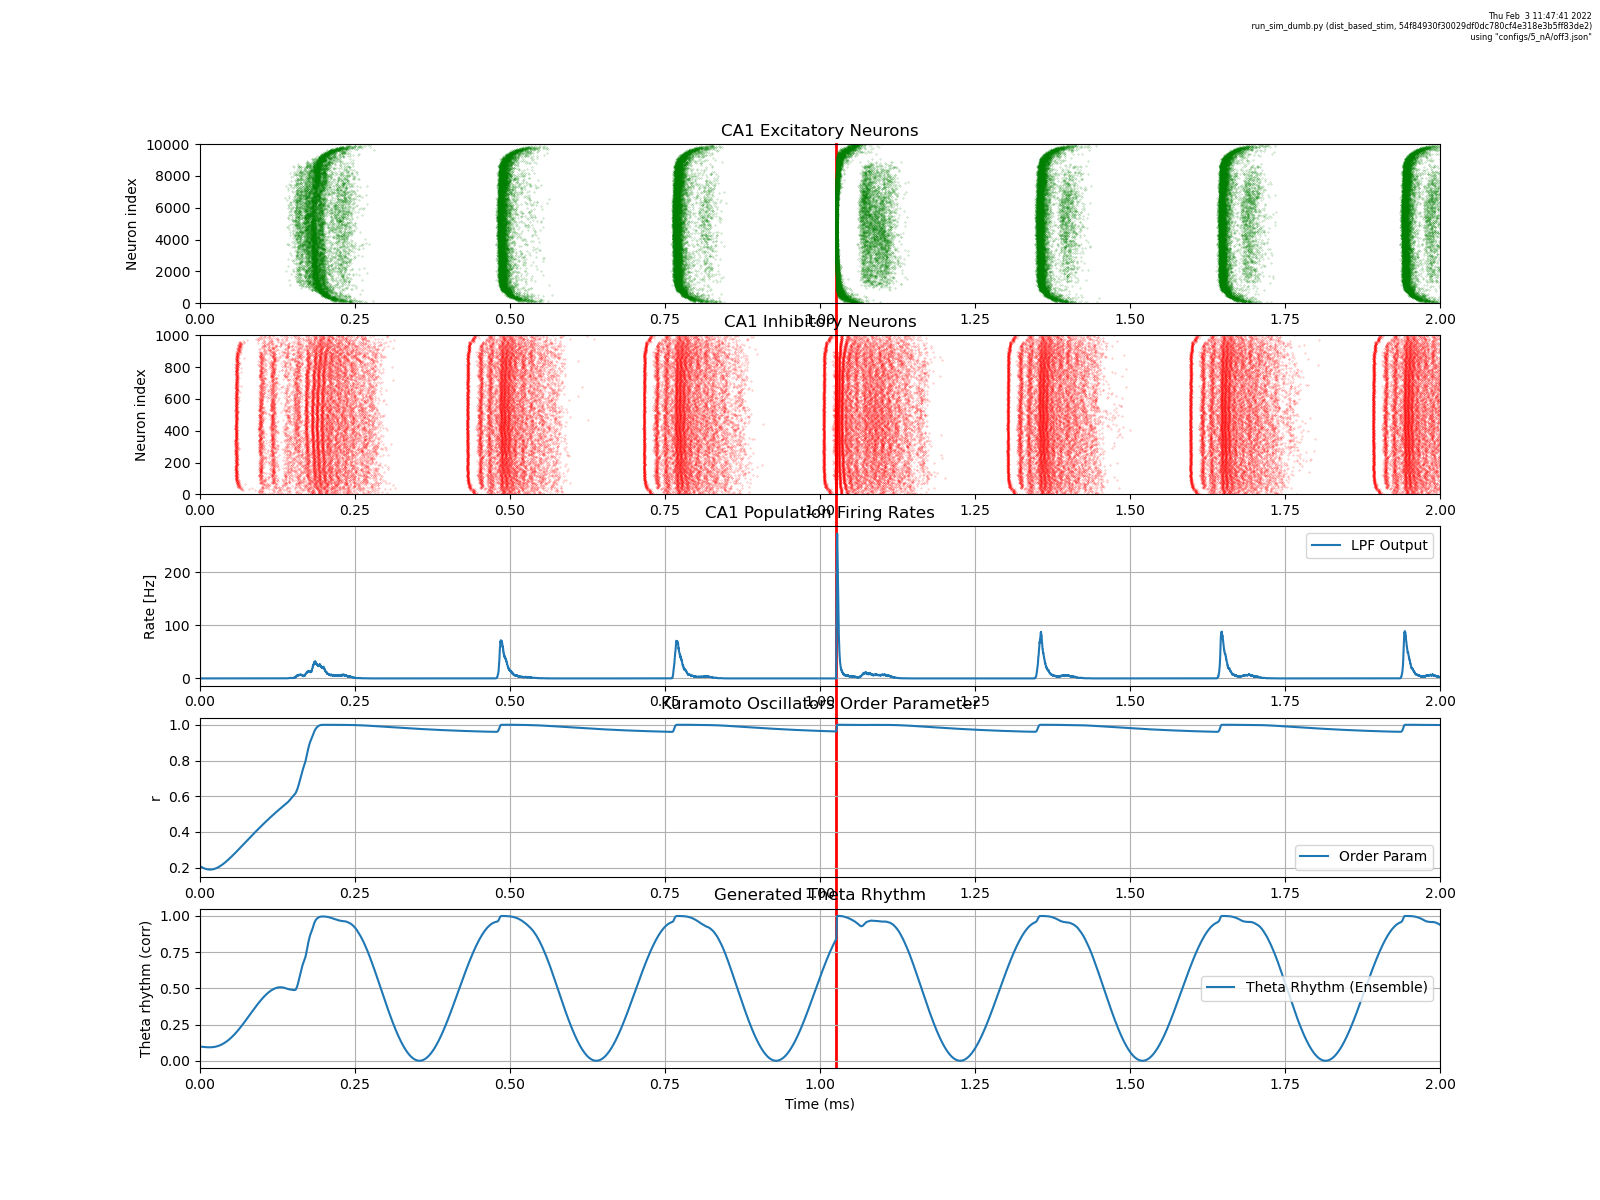 Thu Feb  3 11:47:41 2022
run_sim_dumb.py (dist_based_stim, 54f84930f30029df0dc780cf4e318e3b5ff83de2)
using "configs/5_nA/off3.json"
CA1 Excitatory Neurons
Neuron index
10000
8000
6000
4000
2000
0
0.00 0.25 0.50 0.75 1.00 1.25 1.50 1.75 2.00
CA1 Inhibitory Neurons
Neuron index
1000
800
600
400
200
0
0.00 0.25 0.50 0.75 1.00 1.25 1.50 1.75 2.00
CA1 Population Firing Rates
Rate [Hz]
200
100
0
LPF Output
0.00 0.25 0.50 0.75 1.00 1.25 1.50 1.75 2.00
Kuramoto Oscillators Order Parameter
r
1.0
0.8
0.6
0.4
0.2
Order Param
0.00 0.25 0.50 0.75 1.00 1.25 1.50 1.75 2.00
Generated Theta Rhythm
Theta rhythm (corr)
1.00
0.75
0.50
0.25
0.00
Theta Rhythm (Ensemble)
0.00 0.25 0.50 0.75 1.00 1.25 1.50 1.75 2.00
Time (ms)